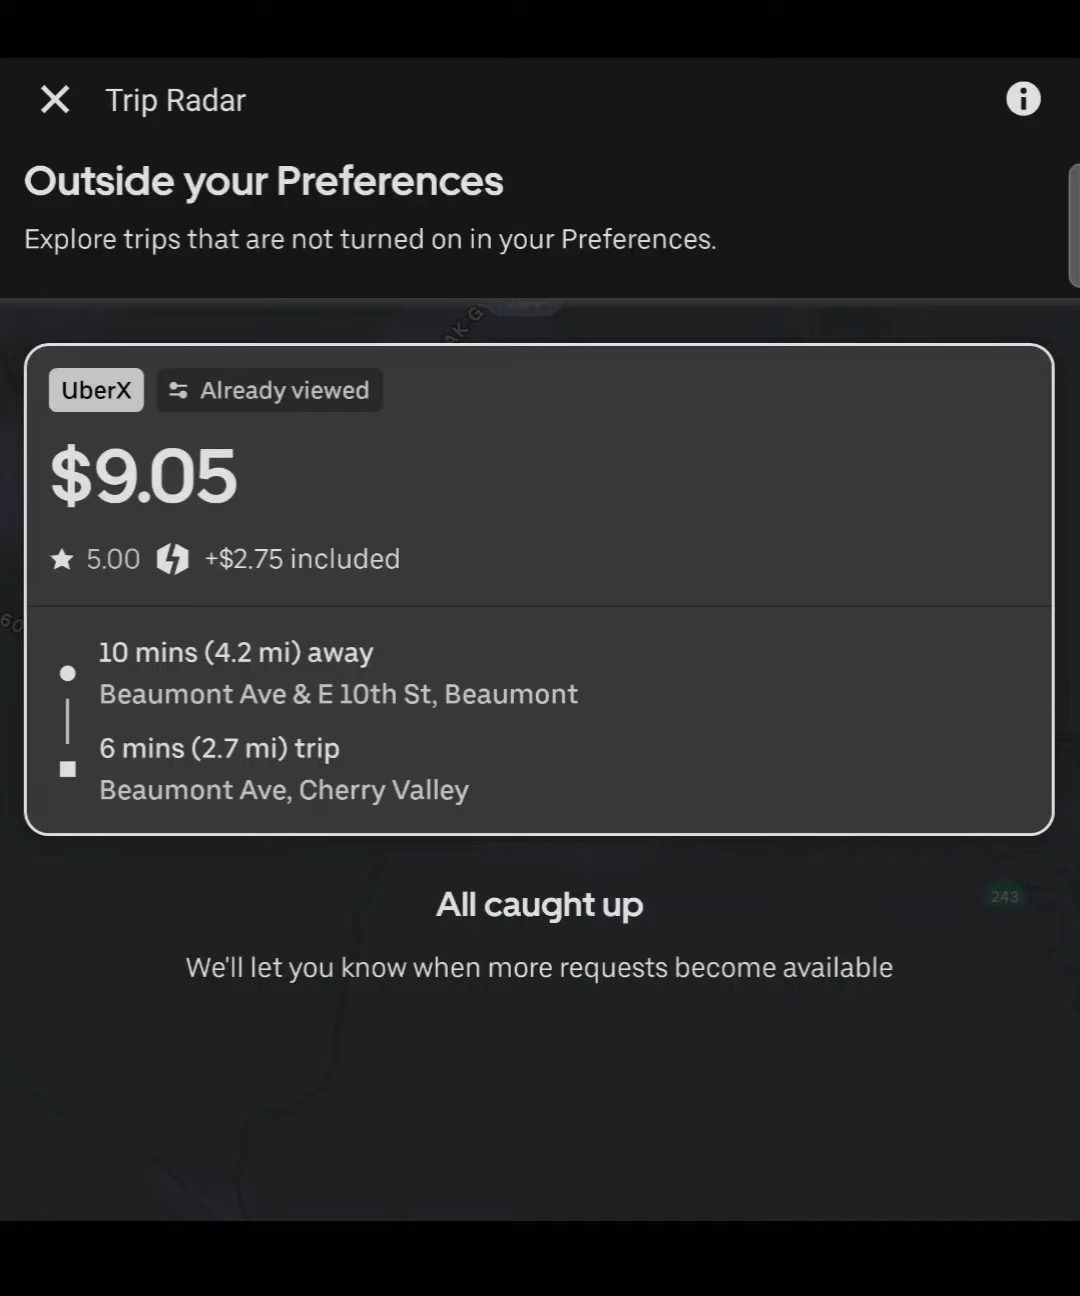 Trip Radar
Outside your Preferences
Explore trips that are not turned on in your Preferences.
AK G
UberX Already viewed
$9.05
5.00 +$2.75 included
60
10 mins (4.2 mi) away
Beaumont Ave & E 10th St, Beaumont
6 mins (2.7 mi) trip
Beaumont Ave, Cherry Valley
All caught up
243
We'll let you know when more requests become available